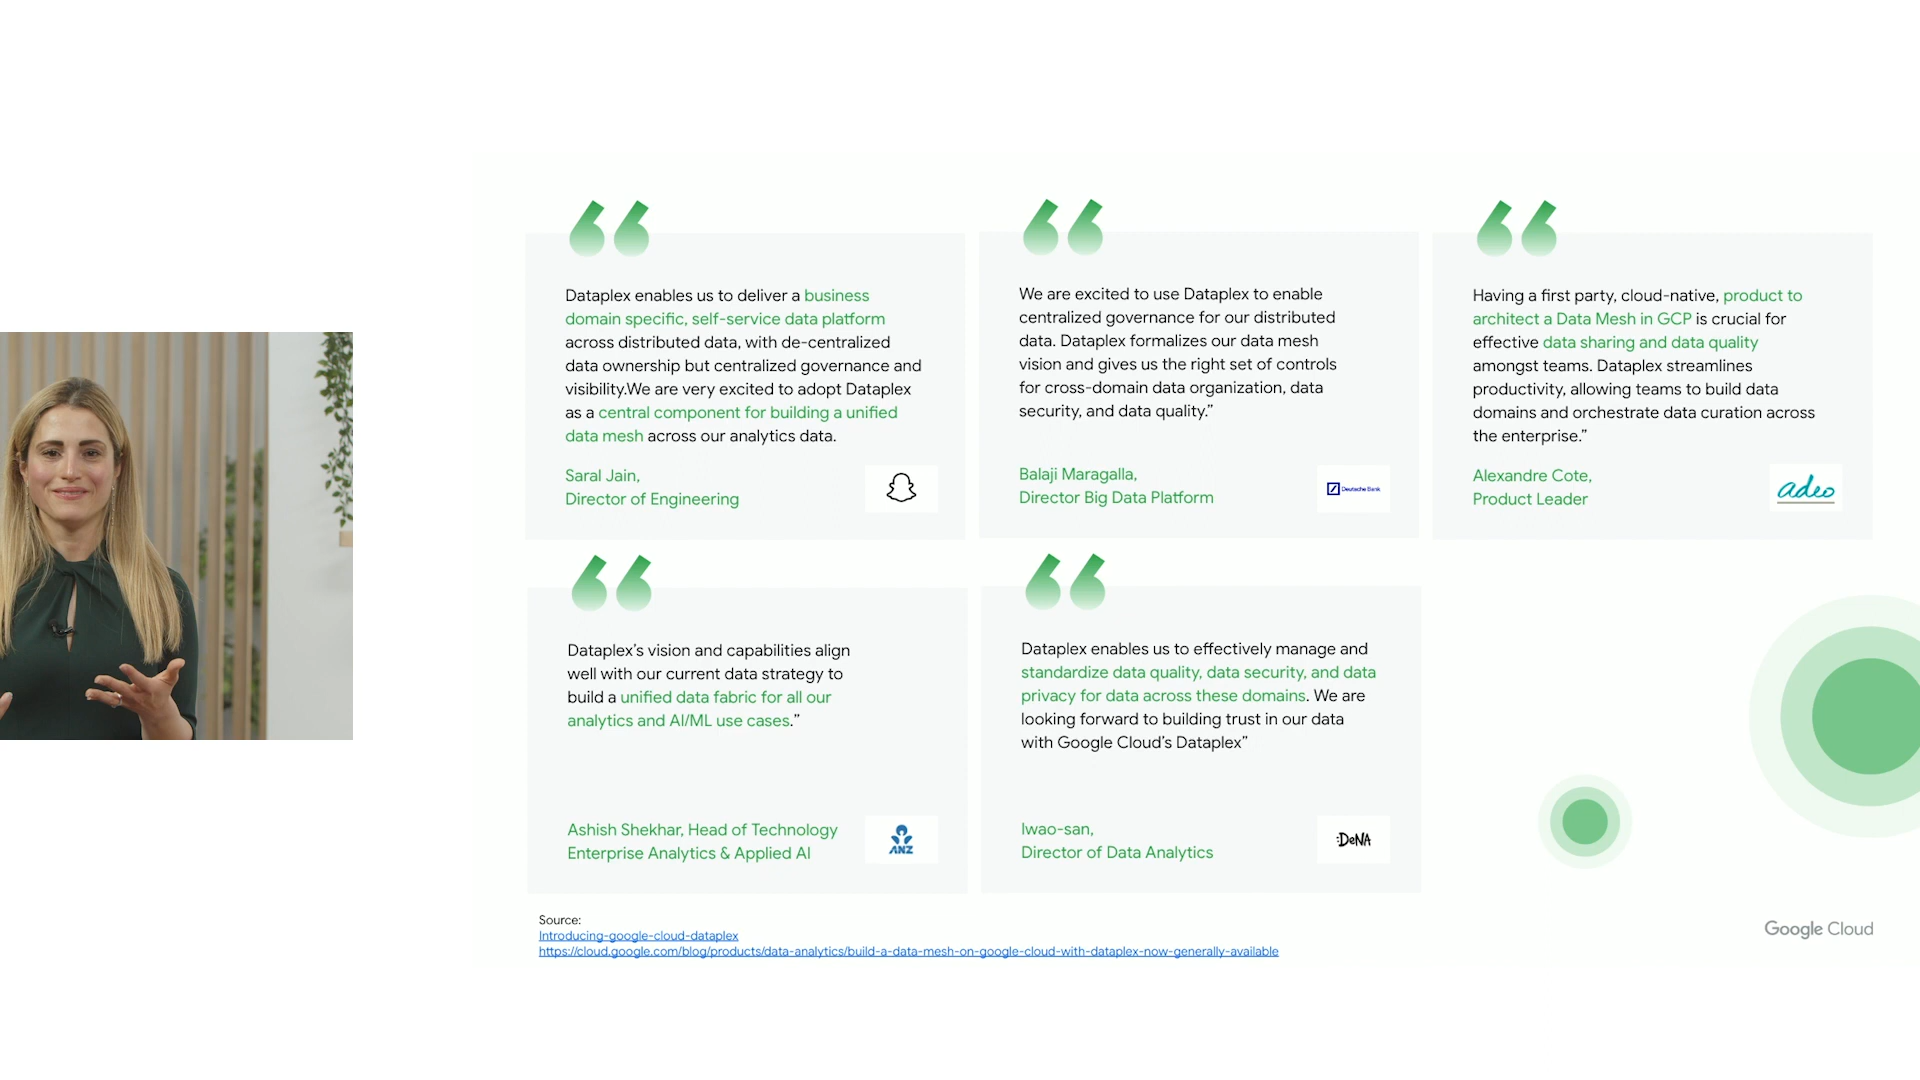 Dataplex enables us to deliver a business
domain specific, self-service data platform
across distributed data, with de-centralized
data ownership but centralized governance and
visibility.We are very excited to adopt Dataplex
as a central component for building a unified
data mesh across our analytics data.
Saral Jain,
Director of Engineering
We are excited to use Dataplex to enable
centralized governance for our distributed
data. Dataplex formalizes our data mesh
vision and gives us the right set of controls
for cross-domain data organization, data
security, and data quality.”
Balaji Maragalla,
Director Big Data Platform
Deutsche Bank
Having a first party, cloud-native, product to
architect a Data Mesh in GCP is crucial for
effective data sharing and data quality
amongst teams. Dataplex streamlines
productivity, allowing teams to build data
domains and orchestrate data curation across
the enterprise.”
Alexandre Cote,
Product Leader
adeo
Dataplex’s vision and capabilities align
well with our current data strategy to
build a unified data fabric for all our
analytics and AI/ML use cases.”
Ashish Shekhar, Head of Technology
Enterprise Analytics & Applied AI
ANZ
Dataplex enables us to effectively manage and
standardize data quality, data security, and data
privacy for data across these domains. We are
looking forward to building trust in our data
with Google Cloud’s Dataplex”
Iwao-san,
Director of Data Analytics
:DeNA
Source:
Introducing-google-cloud-dataplex
https://cloud.google.com/blog/products/data-analytics/build-a-data-mesh-on-google-cloud-with-dataplex-now-generally-available
Google Cloud